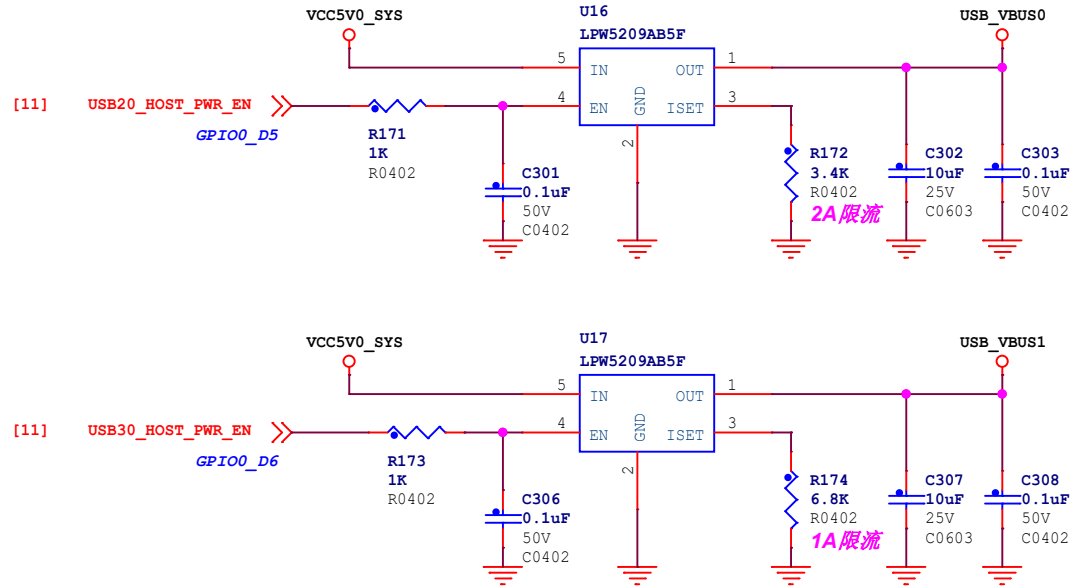 VCC5V0_SYS
U16
LPW5209AB5F
USB_VBUS0
5
IN
OUT
1
[11]
USB20_HOST_PWR_EN
GPIO0_D5
4
EN
GND
ISET
3
2
R171
1K
R0402
C301
0.1uF
50V
C0402
R172
3.4K
R0402
2A限流
C302
10uF
25V
C0603
C303
0.1uF
50V
C0402
VCC5V0_SYS
U17
LPW5209AB5F
USB_VBUS1
5
IN
OUT
1
[11]
USB30_HOST_PWR_EN
GPIO0_D6
4
EN
GND
ISET
3
2
R173
1K
R0402
C306
0.1uF
50V
C0402
R174
6.8K
R0402
1A限流
C307
10uF
25V
C0603
C308
0.1uF
50V
C0402